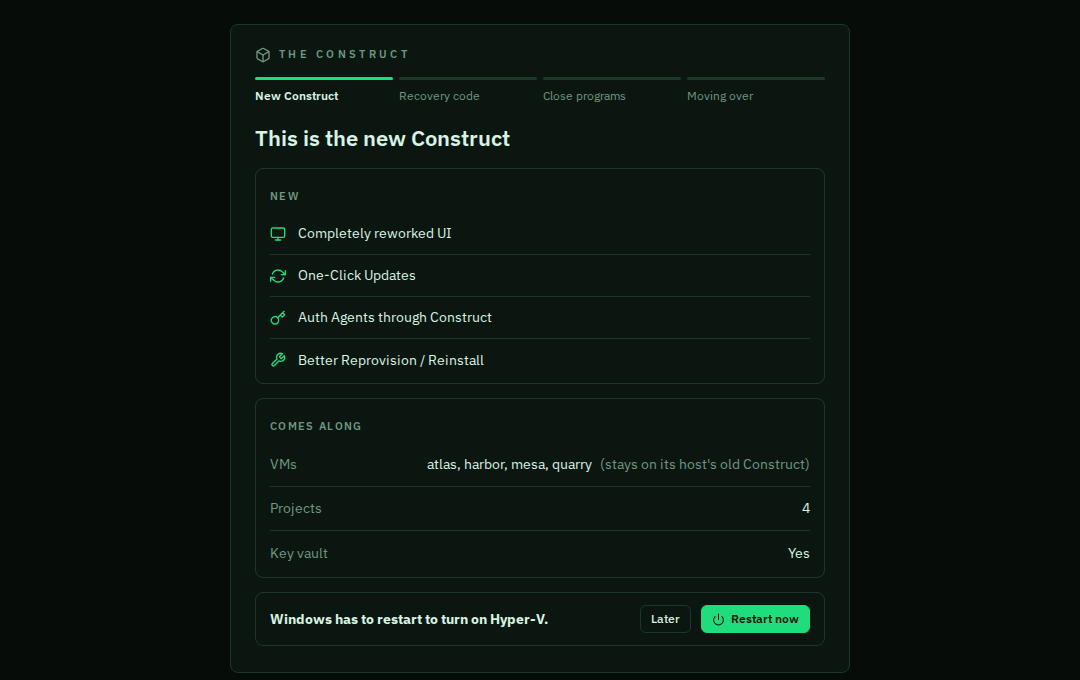 THE CONSTRUCT
New Construct Recovery code Close programs Moving over
This is the new Construct
NEW
Completely reworked UI
One-Click Updates
Auth Agents through Construct
Better Reprovision / Reinstall
COMES ALONG
VMs atlas, harbor, mesa, quarry (stays on its host's old Construct)
Projects 4
Key vault Yes
Windows has to restart to turn on Hyper-V. Later Restart now